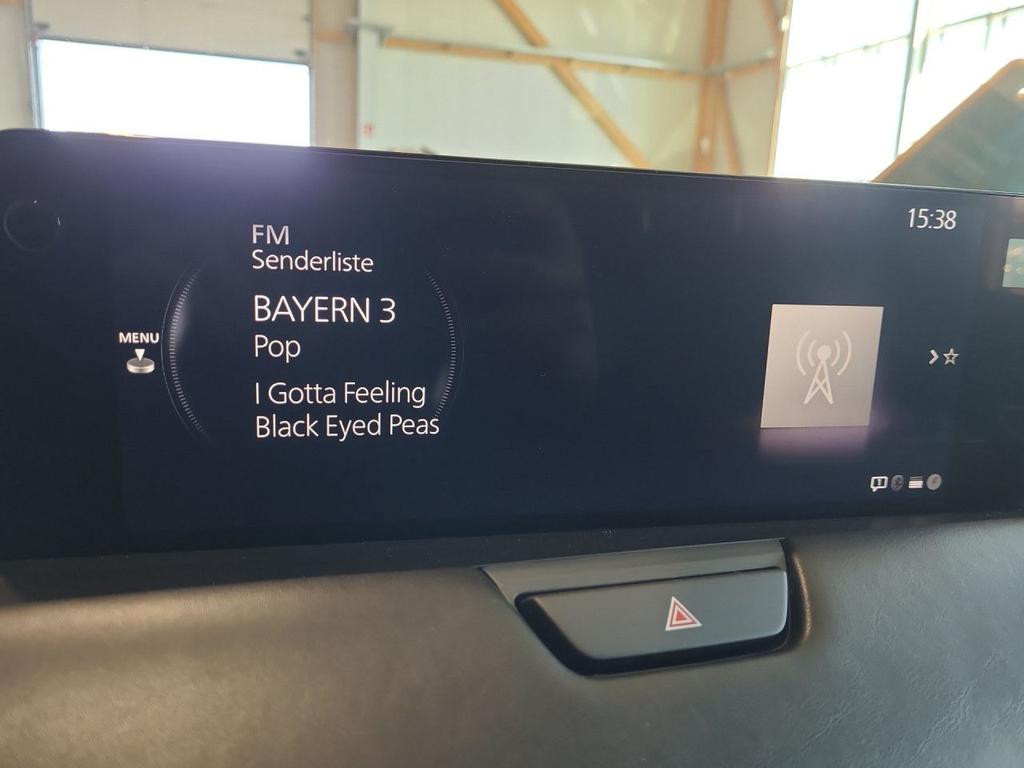 15:38
FM
Senderliste
MENU
BAYERN 3
Pop
I Gotta Feeling
Black Eyed Peas